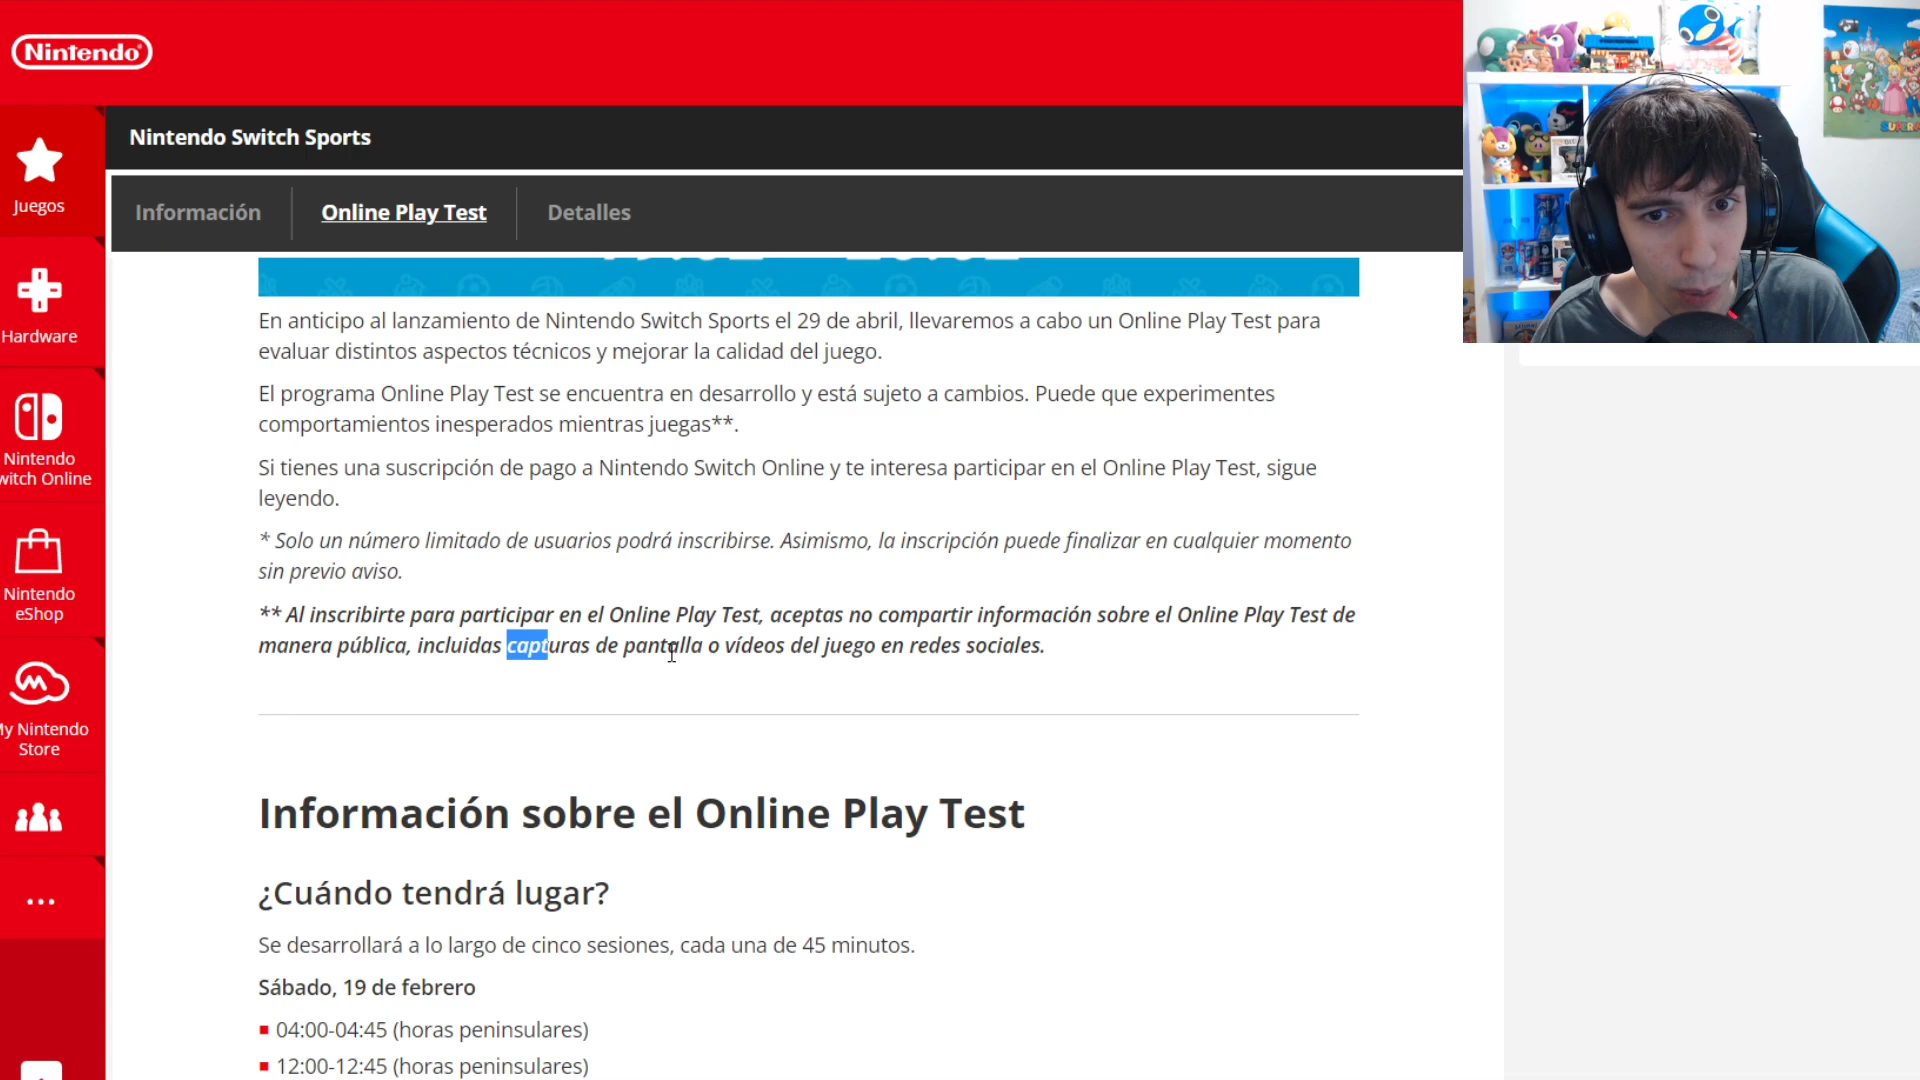 Nintendo
Nintendo Switch Sports
Información
Online Play Test
Detalles
Juegos
Hardware
Nintendo
witch Online
Nintendo
eShop
y Nintendo
Store
En anticipo al lanzamiento de Nintendo Switch Sports el 29 de abril, llevaremos a cabo un Online Play Test para
evaluar distintos aspectos técnicos y mejorar la calidad del juego.
El programa Online Play Test se encuentra en desarrollo y está sujeto a cambios. Puede que experimentes
comportamientos inesperados mientras juegas**.
Si tienes una suscripción de pago a Nintendo Switch Online y te interesa participar en el Online Play Test, sigue
leyendo.
* Solo un número limitado de usuarios podrá inscribirse. Asimismo, la inscripción puede finalizar en cualquier momento
sin previo aviso.
** Al inscribirte para participar en el Online Play Test, aceptas no compartir información sobre el Online Play Test de
manera pública, incluidas capturas de pantalla o vídeos del juego en redes sociales.
Información sobre el Online Play Test
¿Cuándo tendrá lugar?
Se desarrollará a lo largo de cinco sesiones, cada una de 45 minutos.
Sábado, 19 de febrero
04:00-04:45 (horas peninsulares)
12:00-12:45 (horas peninsulares)